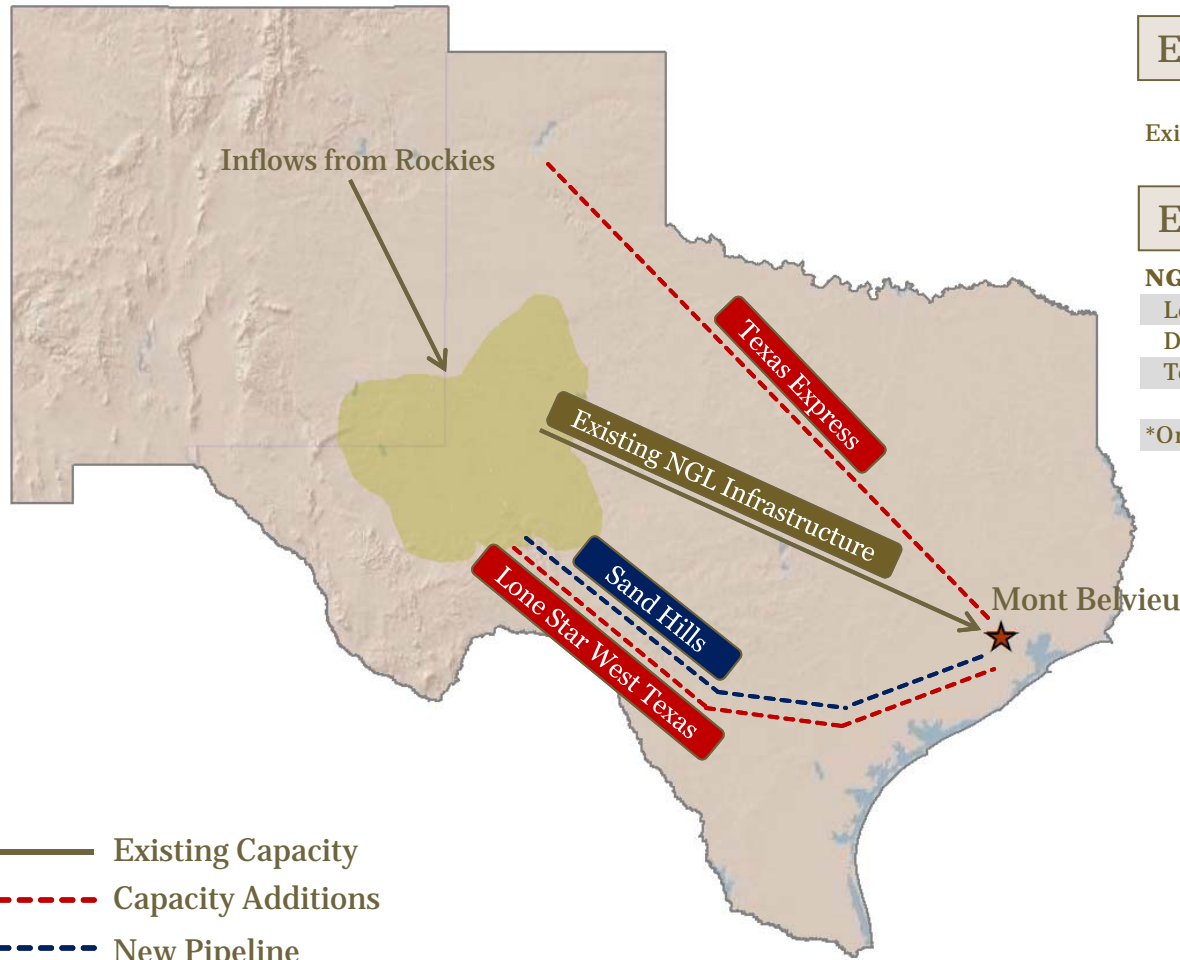 Inflows from Rockies
Texas Express
Existing NGL Infrastructure
Sand Hills
Lone Star West Texas
Mont Belvieu
Existing Capacity
Capacity Additions
New Pipeline
E
E
NG
D